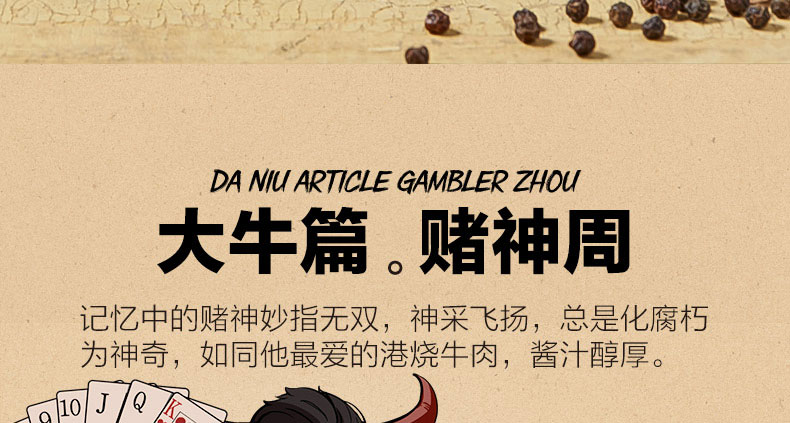 DA NIU ARTICLE GAMBLER ZHOU
大牛篇。赌神周
记忆中的赌神妙指无双，神采飞扬，总是化腐朽
为神奇，如同他最爱的港烧牛肉，酱汁醇厚。
9 10 J Q K